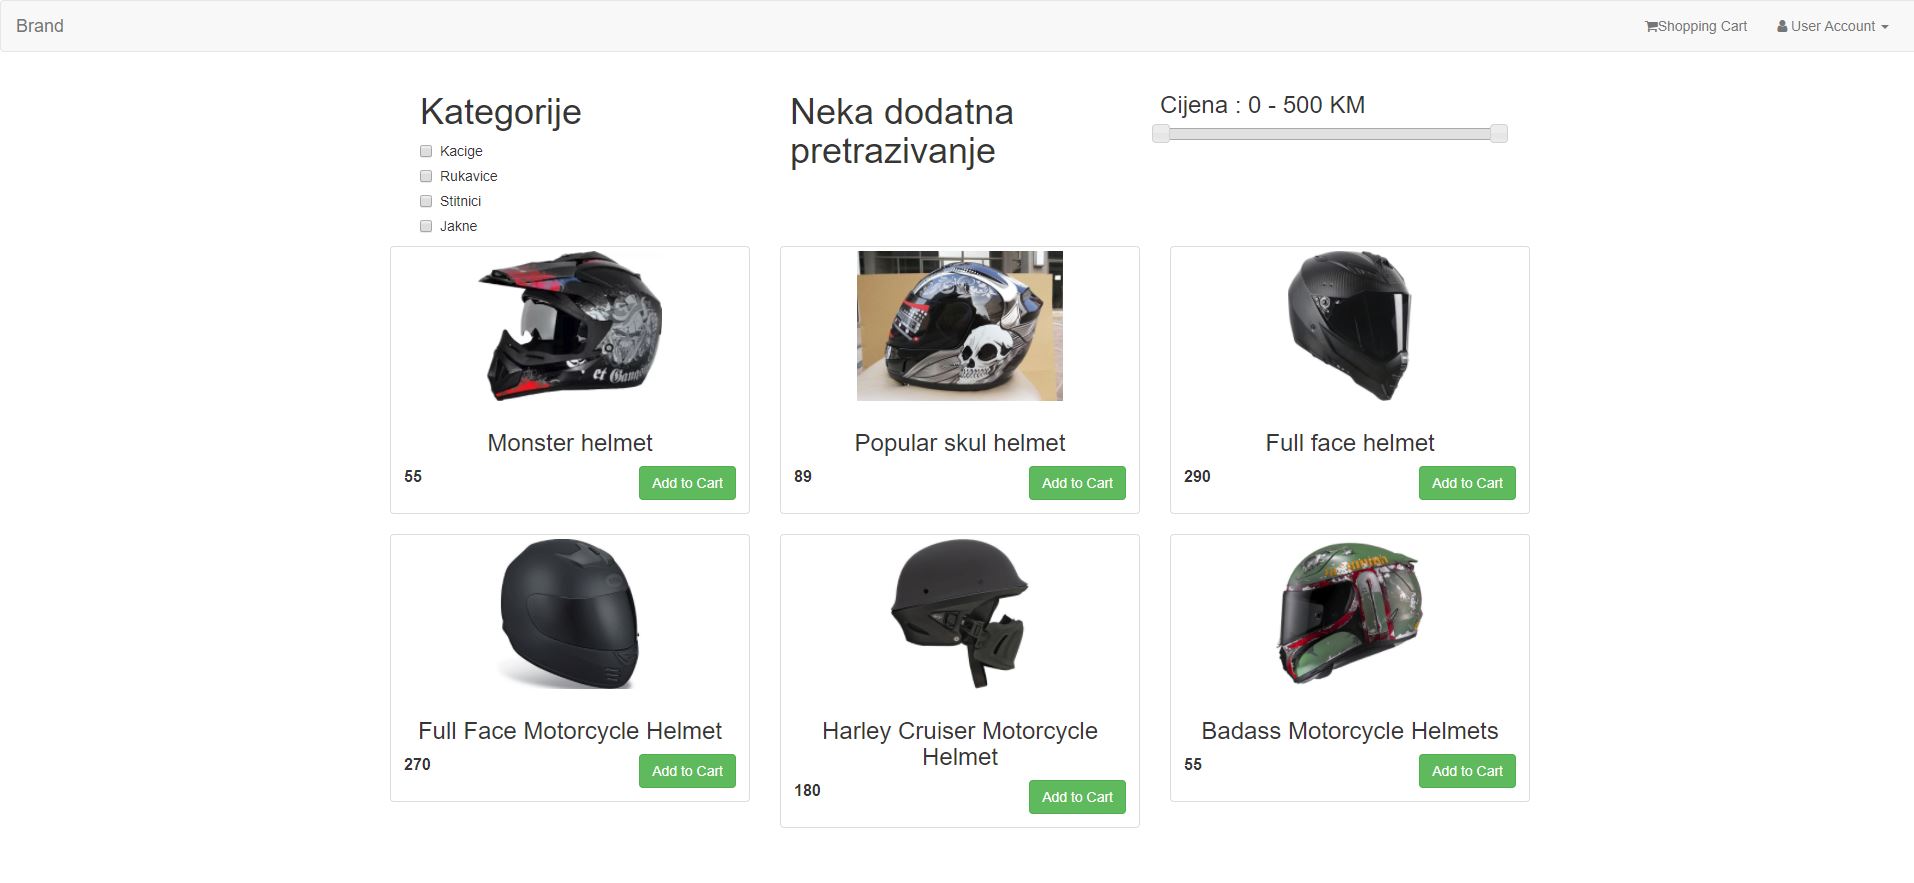 Brand
Shopping Cart
User Account
Kategorije
Kacige
Rukavice
Stitnici
Jakne
Neka dodatna
pretrazivanje
Cijena : 0 - 500 KM
et
Monster helmet
55
Add to Cart
Popular skul helmet
89
Add to Cart
Full face helmet
290
Add to Cart
Full Face Motorcycle Helmet
270
Add to Cart
Harley Cruiser Motorcycle
Helmet
180
Add to Cart
Badass Motorcycle Helmets
55
Add to Cart